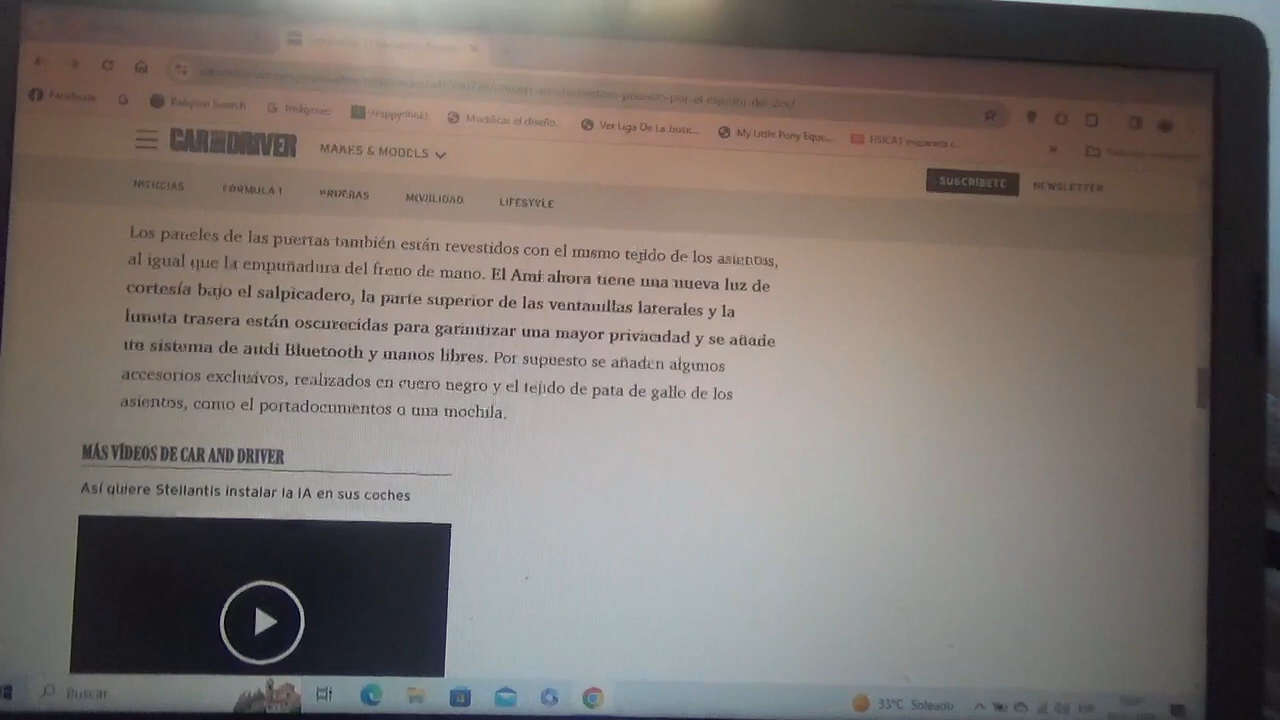 Facebook
G
Babylon Search
G Imágenes
Modificar el diseño...
Ver Liga De La Justic...
My Little Pony Eque...
»
CAR AND DRIVER
MARKS & MODELS
SUSCRÍBETE
NEWSLETTER
NOTICIAS
FÓRMULA 1
PRUEBAS
MOVILIDAD
LIFESTYLE
Los paneles de las puertas también están revestidos con el mismo tejido de los asientos,
al igual que la empuñadura del freno de mano. El Ami ahora tiene una nueva luz de
cortesía bajo el salpicadero, la parte superior de las ventanillas laterales y la
luneta trasera están oscurecidas para garantizar una mayor privacidad y se añade
un sistema de audi Bluetooth y manos libres. Por supuesto se añaden algunos
accesorios exclusivos, realizados en cuero negro y el tejido de pata de gallo de los
asientos, como el portadocumentos o una mochila.
MÁS VÍDEOS DE CAR AND DRIVER
Así quiere Stellantis instalar la IA en sus coches
Buscar
33°C Soleado